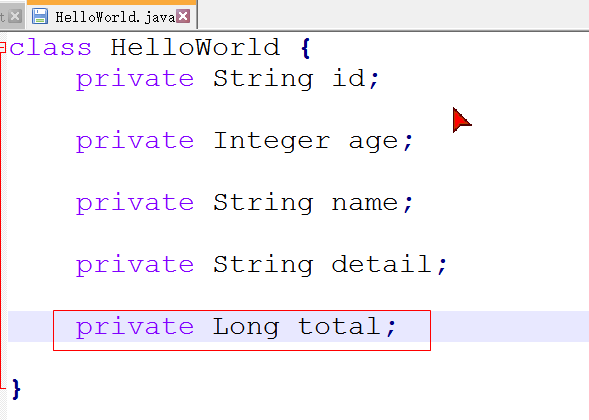 t
HelloWorld.java
class HelloWorld {
private String id;
private Integer age;
private String name;
private String detail;
private Long total;
}